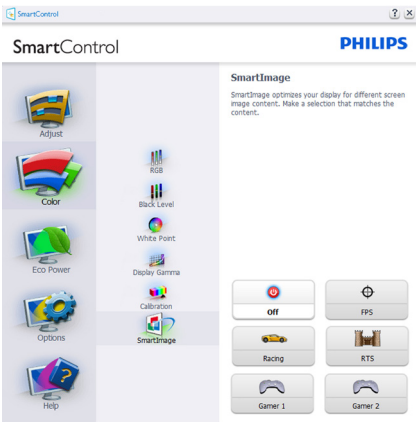 SmartControl
SmartControl
PHILIPS
Adjust
Color
Eco Power
Options
Help
RGB
Black Level
White Point
Display Gamma
Calibration
SmartImage
SmartImage
SmartImage optimizes your display for different screen
image content. Make a selection that matches the
content.
Off
FPS
Racing
RTS
Gamer 1
Gamer 2